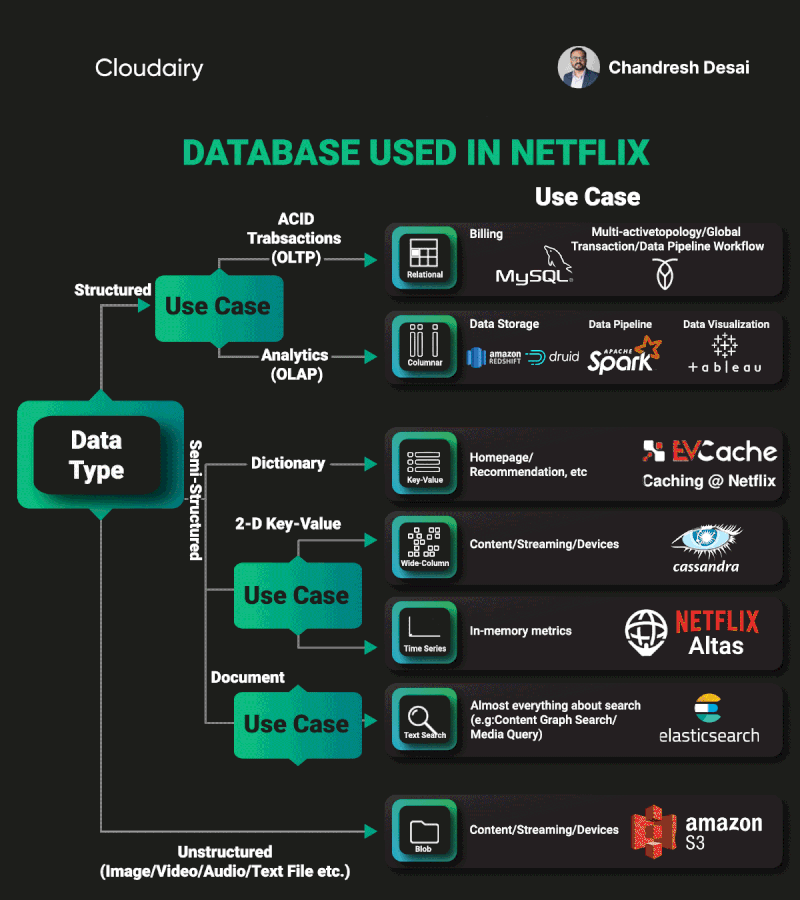 Cloudairy
Chandresh Desai
DATABASE USED IN NETFLIX
Use Case
ACID
Trabsactions
(OLTP)
Structured
Use Case
Analytics
(OLAP)
Relational
Billing
MySQL
Multi-activetopology/Global
Transaction/Data Pipeline Workflow
Columnar
Data Storage
amazon
REDSHIFT
druid
Data Pipeline
APACHE
Spark
Data Visualization
+ab|eau
Data
Type
Semi-Structured
Dictionary
Key-Value
Homepage/
Recommendation, etc
EVCache
Caching @ Netflix
2-D Key-Value
Use Case
Wide-Column
Content/Streaming/Devices
cassandra
Time Series
In-memory metrics
NETFLIX
Altas
Document
Use Case
Text Search
Almost everything about search
(e.g:Content Graph Search/
Media Query)
elasticsearch
Unstructured
(Image/Video/Audio/Text File etc.)
Blob
Content/Streaming/Devices
amazon
S3